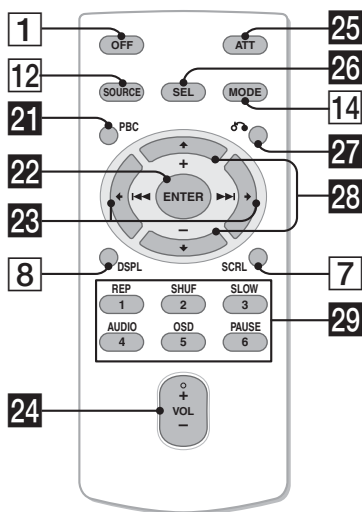 1
OFF
ATT
25
12
SOURCE
SEL
MODE
26
14
21
PBC
27
22
+
ENTER
28
23
–
8
DSPL
SCRL
7
REP
SHUF
SLOW
1
2
3
29
AUDIO
OSD
PAUSE
4
5
6
24
+
VOL
–